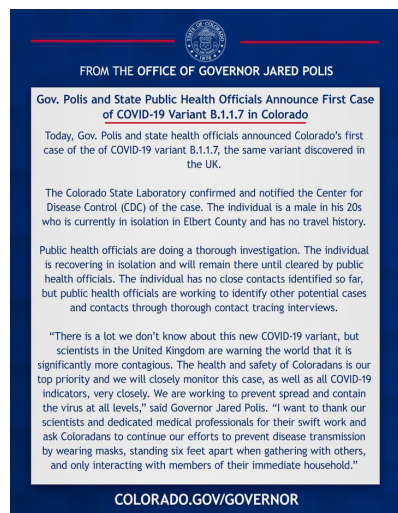 STATE OF COLORADO
1876
FROM THE OFFICE OF GOVERNOR JARED POLIS
Gov. Polis and State Public Health Officials Announce First Case
of COVID-19 Variant B.1.1.7 in Colorado
Today, Gov. Polis and state health officials announced Colorado's first
case of the of COVID-19 variant B.1.1.7, the same variant discovered in
the UK.
The Colorado State Laboratory confirmed and notified the Center for
Disease Control (CDC) of the case. The individual is a male in his 20s
who is currently in isolation in Elbert County and has no travel history.
Public health officials are doing a thorough investigation. The individual
is recovering in isolation and will remain there until cleared by public
health officials. The individual has no close contacts identified so far,
but public health officials are working to identify other potential cases
and contacts through thorough contact tracing interviews.
“There is a lot we don't know about this new COVID-19 variant, but
scientists in the United Kingdom are warning the world that it is
significantly more contagious. The health and safety of Coloradans is our
top priority and we will closely monitor this case, as well as all COVID-19
indicators, very closely. We are working to prevent spread and contain
the virus at all levels,” said Governor Jared Polis. “I want to thank our
scientists and dedicated medical professionals for their swift work and
ask Coloradans to continue our efforts to prevent disease transmission
by wearing masks, standing six feet apart when gathering with others,
and only interacting with members of their immediate household.”
COLORADO.GOV/GOVERNOR